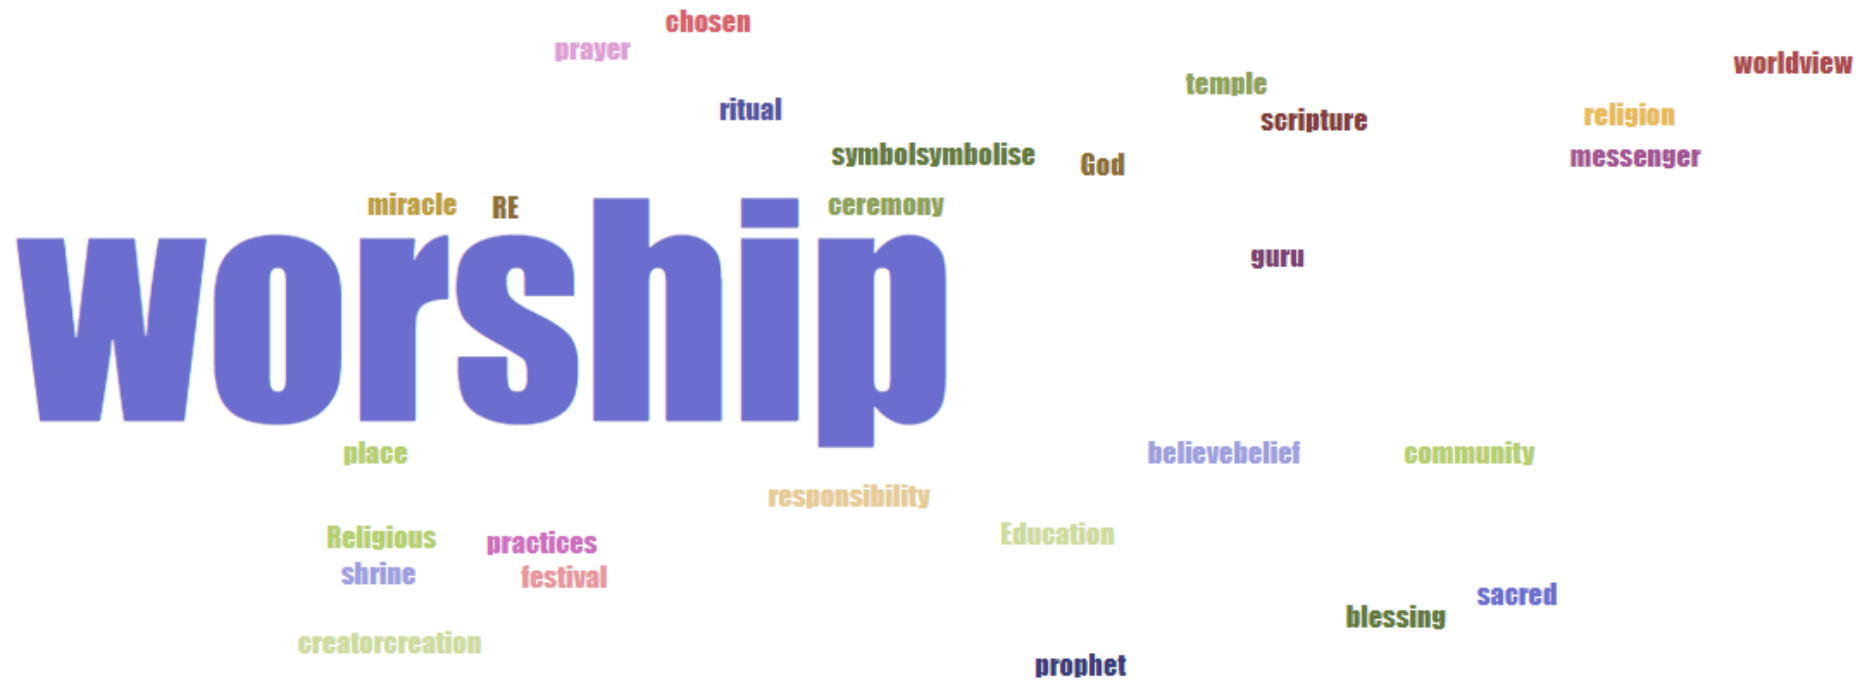 chosen
prayer
worldview
temple
ritual
religion
scripture
symbolsymbolise
God
messenger
miracle
RE
ceremony
worship
guru
place
believebelief
community
responsibility
Education
Religious
practices
shrine
festival
sacred
blessing
creatorcreation
prophet